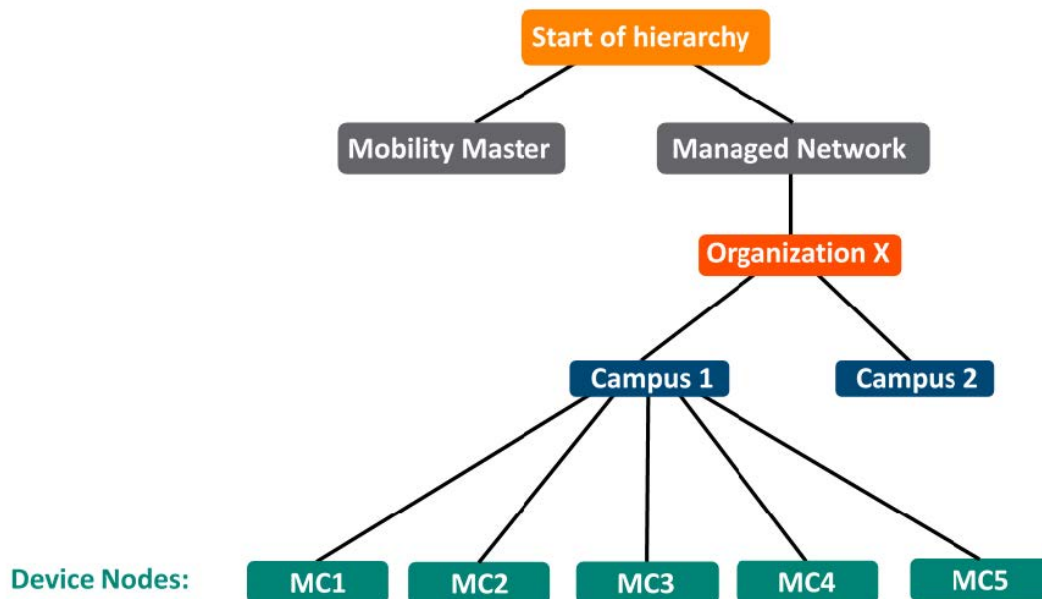 Start of hierarchy
Mobility Master
Managed Network
Organization X
Campus 1
Campus 2
Device Nodes:
MC1
MC2
MC3
MC4
MC5